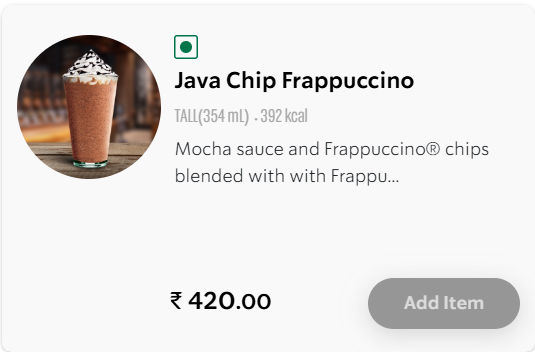 Java Chip Frappuccino
TALL(354 mL) . 392 kcal
Mocha sauce and Frappuccino® chips
blended with with Frappu...
₹ 420.00
Add Item